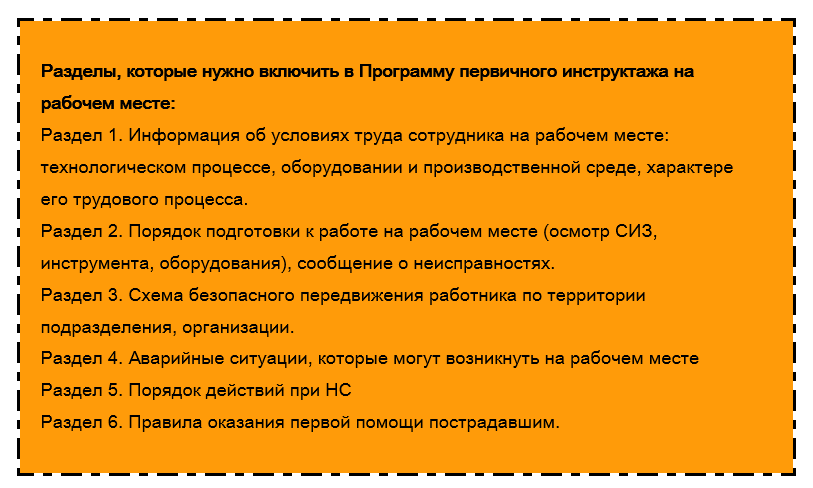 Разделы, которые нужно включить в Программу первичного инструктажа на
рабочем месте:
Раздел 1. Информация об условиях труда сотрудника на рабочем месте:
технологическом процессе, оборудовании и производственной среде, характере
его трудового процесса.
Раздел 2. Порядок подготовки к работе на рабочем месте (осмотр СИЗ,
инструмента, оборудования), сообщение о неисправностях.
Раздел 3. Схема безопасного передвижения работника по территории
подразделения, организации.
Раздел 4. Аварийные ситуации, которые могут возникнуть на рабочем месте
Раздел 5. Порядок действий при НС
Раздел 6. Правила оказания первой помощи пострадавшим.